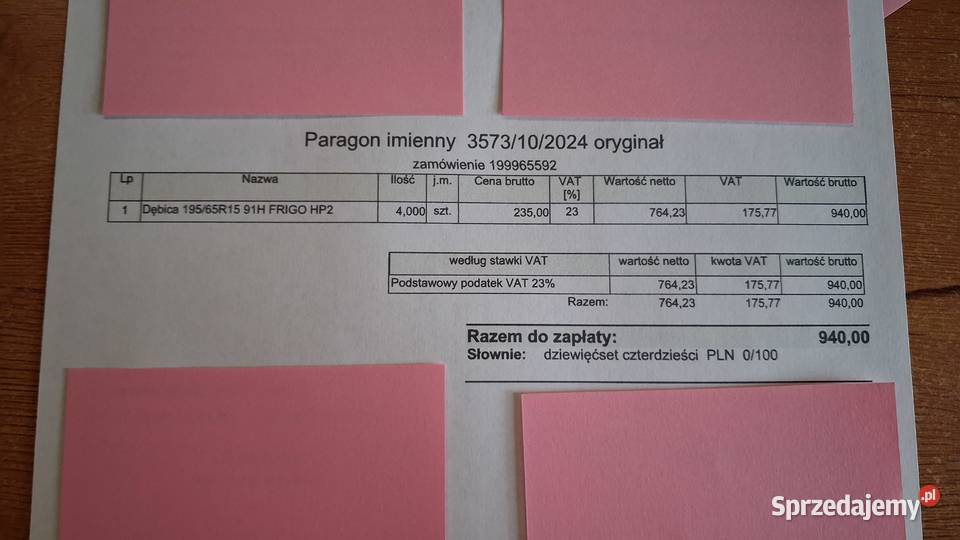 Paragon imienny 3573/10/2024 oryginał
zamówienie 199965592
Lp Nazwa Ilość j.m. Cena brutto VAT [%] Wartość netto VAT Wartość brutto
1 Dębica 195/65R15 91H FRIGO HP2 4,000 szt. 235,00 23 764,23 175,77 940,00
według stawki VAT wartość netto kwota VAT wartość brutto
Podstawowy podatek VAT 23% 764,23 175,77 940,00
Razem: 764,23 175,77 940,00
Razem do zapłaty: 940,00
Słownie: dziewięćset czterdzieści PLN 0/100
Sprzedajemy.pl